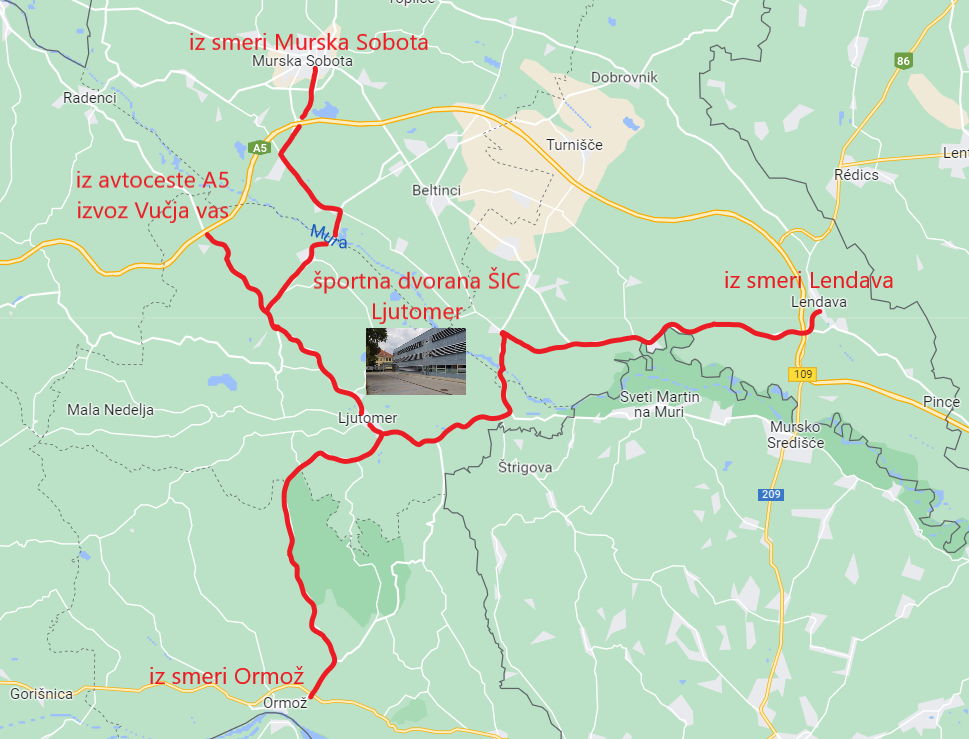 Toplice
iz smeri Murska Sobota
Murska Sobota
86
Dobrovnik
Radenci
A5
Turnišče
Lent
Rédics
iz avtoceste A5
izvoz Vučja vas
Beltinci
Mura
športna dvorana ŠIC
Ljutomer
iz smeri Lendava
Lendava
109
Mala Nedelja
Ljutomer
Sveti Martin
na Muri
Pince
Mursko
Središće
Štrigova
209
iz smeri Ormož
Gorišnica
Ormož